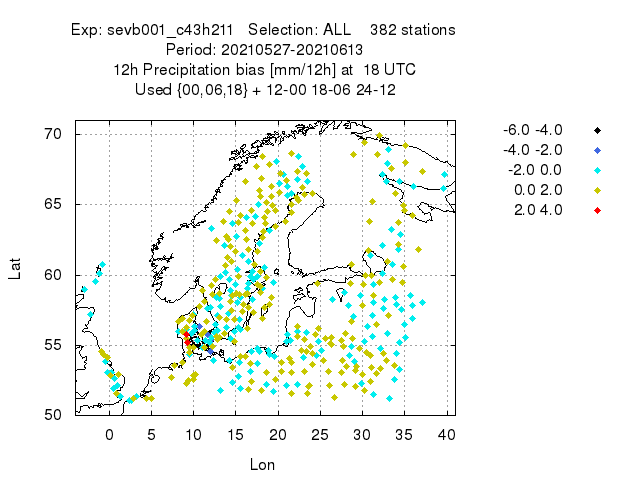 Exp: sevb001_c43h211 Selection: ALL 382 stations
Period: 20210527-20210613
12h Precipitation bias [mm/12h] at 18 UTC
Used {00,06,18} + 12-00 18-06 24-12
-6.0 -4.0
-4.0 -2.0
-2.0 0.0
0.0 2.0
2.0 4.0
70
65
60
55
50
Lat
0 5 10 15 20 25 30 35 40
Lon